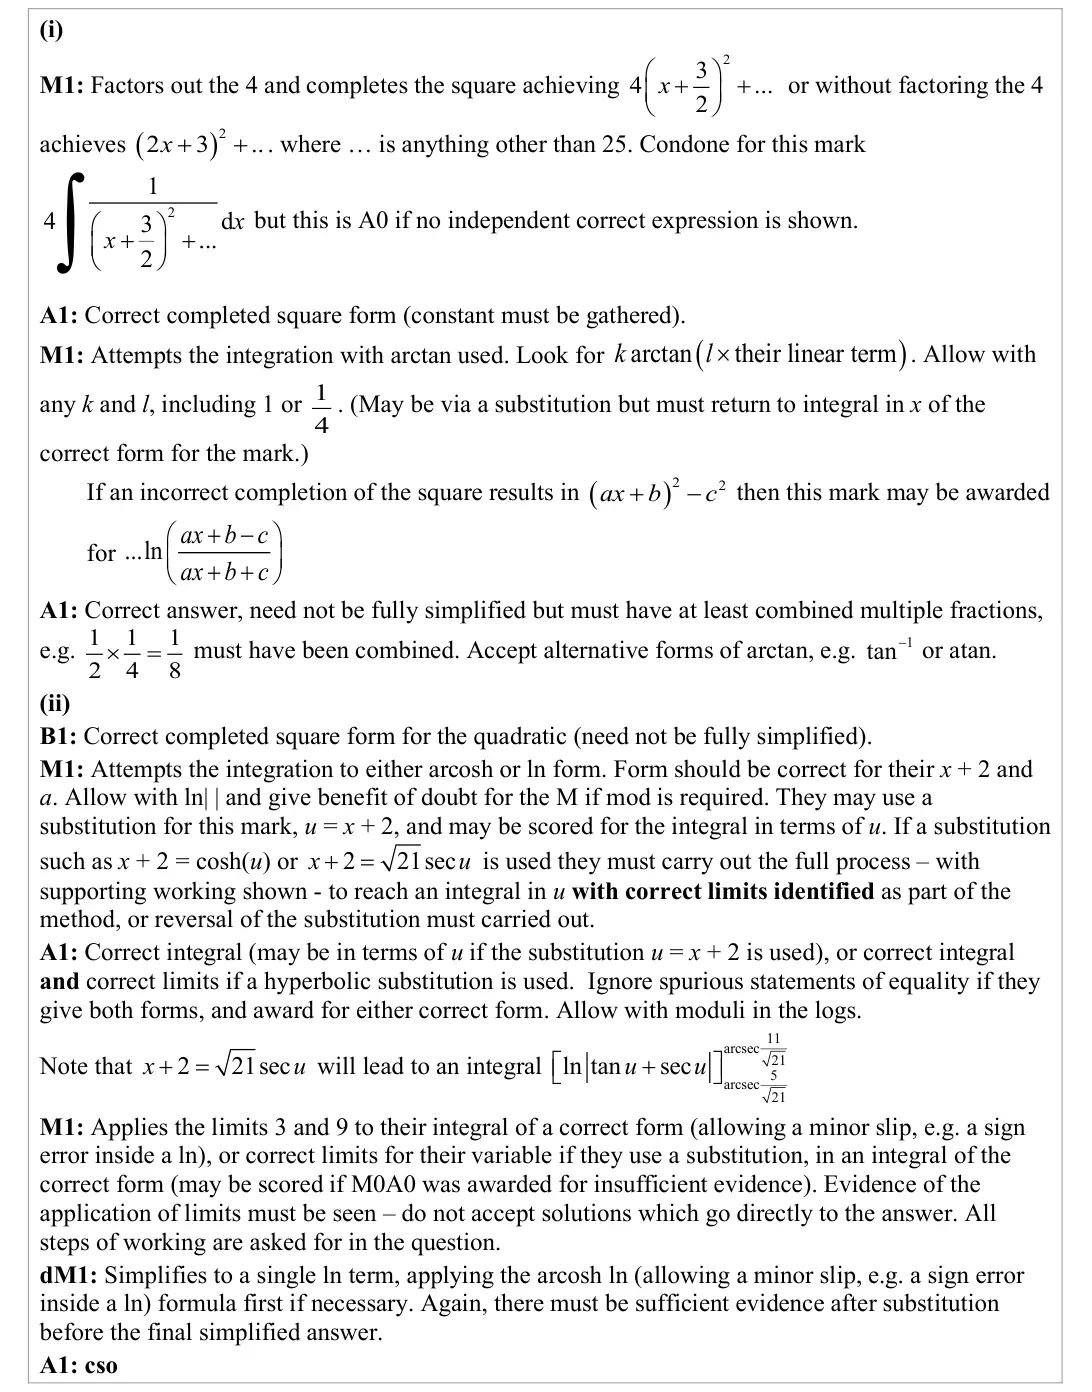 (i)
M1: Factors out the 4 and completes the square achieving 4(x + 3/2)² + ... or without factoring the 4
achieves (2x + 3)² + ... where … is anything other than 25. Condone for this mark
4∫ 1/((x + 3/2)² + ...) dx but this is A0 if no independent correct expression is shown.
A1: Correct completed square form (constant must be gathered).
M1: Attempts the integration with arctan used. Look for k arctan(l × their linear term). Allow with
any k and l, including 1 or 1/4. (May be via a substitution but must return to integral in x of the
correct form for the mark.)
If an incorrect completion of the square results in (ax + b)² − c² then this mark may be awarded
for ...ln((ax + b − c)/(ax + b + c))
A1: Correct answer, need not be fully simplified but must have at least combined multiple fractions,
e.g. 1/2 × 1/4 = 1/8 must have been combined. Accept alternative forms of arctan, e.g. tan⁻¹ or atan.
(ii)
B1: Correct completed square form for the quadratic (need not be fully simplified).
M1: Attempts the integration to either arcosh or ln form. Form should be correct for their x + 2 and
a. Allow with ln| | and give benefit of doubt for the M if mod is required. They may use a
substitution for this mark, u = x + 2, and may be scored for the integral in terms of u. If a substitution
such as x + 2 = cosh(u) or x + 2 = √21 sec u is used they must carry out the full process – with
supporting working shown - to reach an integral in u with correct limits identified as part of the
method, or reversal of the substitution must carried out.
A1: Correct integral (may be in terms of u if the substitution u = x + 2 is used), or correct integral
and correct limits if a hyperbolic substitution is used. Ignore spurious statements of equality if they
give both forms, and award for either correct form. Allow with moduli in the logs.
Note that x + 2 = √21 sec u will lead to an integral [ln|tan u + sec u|] arcsec 11/√21 arcsec 5/√21
M1: Applies the limits 3 and 9 to their integral of a correct form (allowing a minor slip, e.g. a sign
error inside a ln), or correct limits for their variable if they use a substitution, in an integral of the
correct form (may be scored if M0A0 was awarded for insufficient evidence). Evidence of the
application of limits must be seen – do not accept solutions which go directly to the answer. All
steps of working are asked for in the question.
dM1: Simplifies to a single ln term, applying the arcosh ln (allowing a minor slip, e.g. a sign error
inside a ln) formula first if necessary. Again, there must be sufficient evidence after substitution
before the final simplified answer.
A1: cso